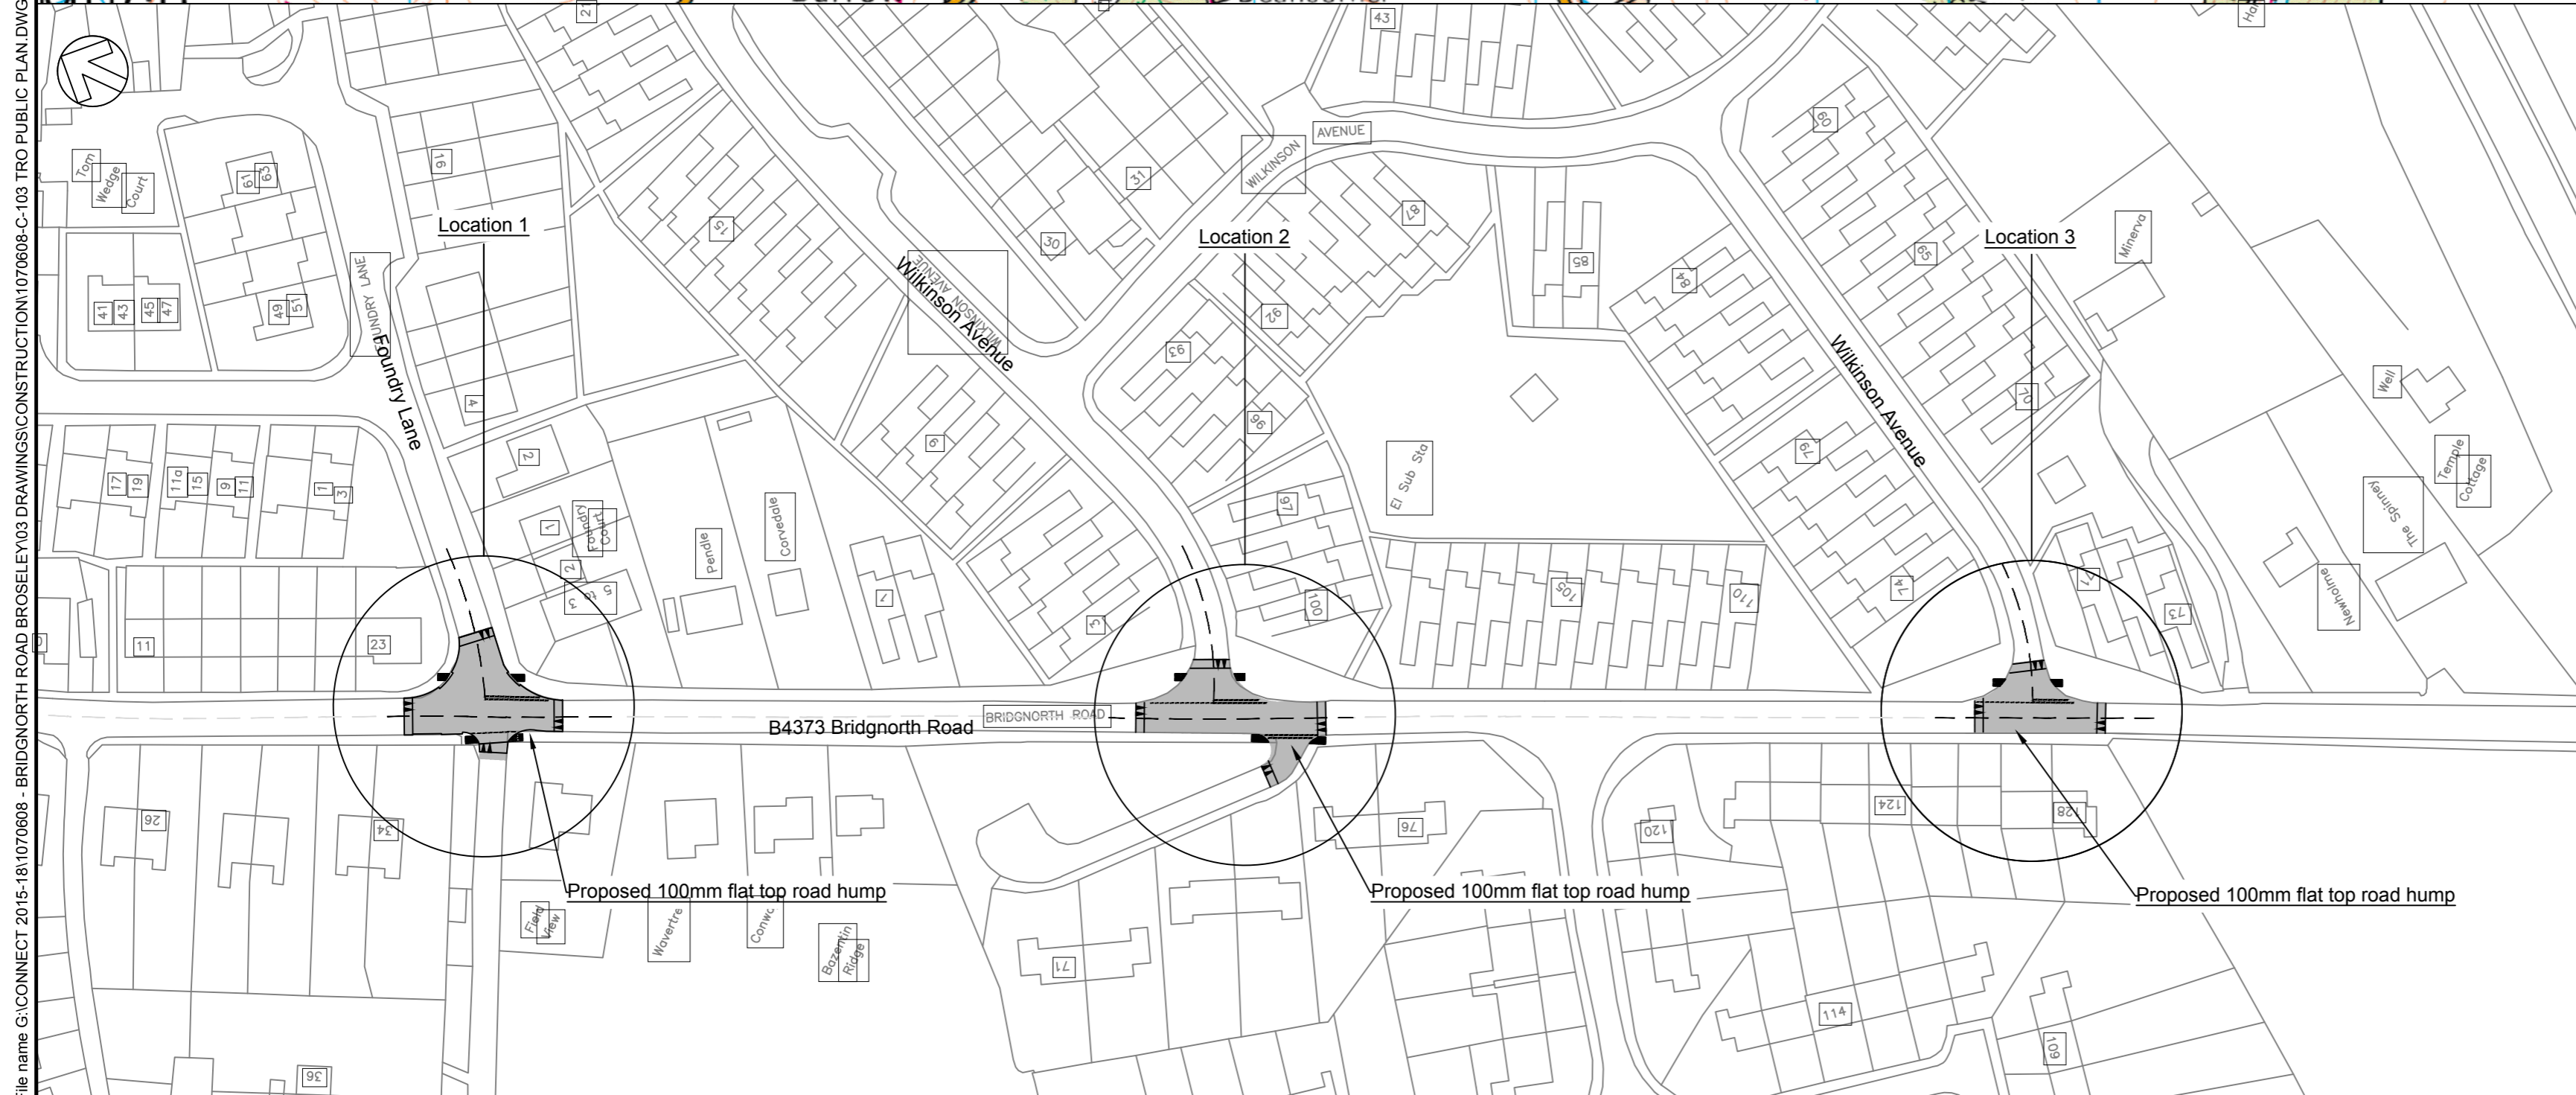 File name G:\CONNECT 2015-18\1070608 - BRIDGNORTH ROAD BROSELEY\03 DRAWINGS\CONSTRUCTION\1070608-C-103 TRO PUBLIC PLAN.DWG
43
16
Tom
Wedge
Court
61
63
AVENUE
WILKINSON
60
31
15
30
87
Location 1
Location 2
Location 3
Minerva
85
65
84
FOUNDRY LANE
WILKINSON AVENUE
Wilkinson Avenue
41
43
45
47
49
51
92
93
Foundry Lane
Wilkinson Avenue
4
70
Well
96
9
2
79
El Sub Sta
Temple
Cottage
17
19
11a
15
9
11
1
3
97
The Spinney
1
Foundry
Court
Pendle
Corvedale
2
3 to 5
1
3
100
105
110
74
71
73
Newholme
11
23
BRIDGNORTH ROAD
B4373 Bridgnorth Road
26
34
76
120
124
128
Proposed 100mm flat top road hump
Proposed 100mm flat top road hump
Proposed 100mm flat top road hump
Field
View
Wavertre
Conwa
Bazentin
Ridge
71
114
109
36